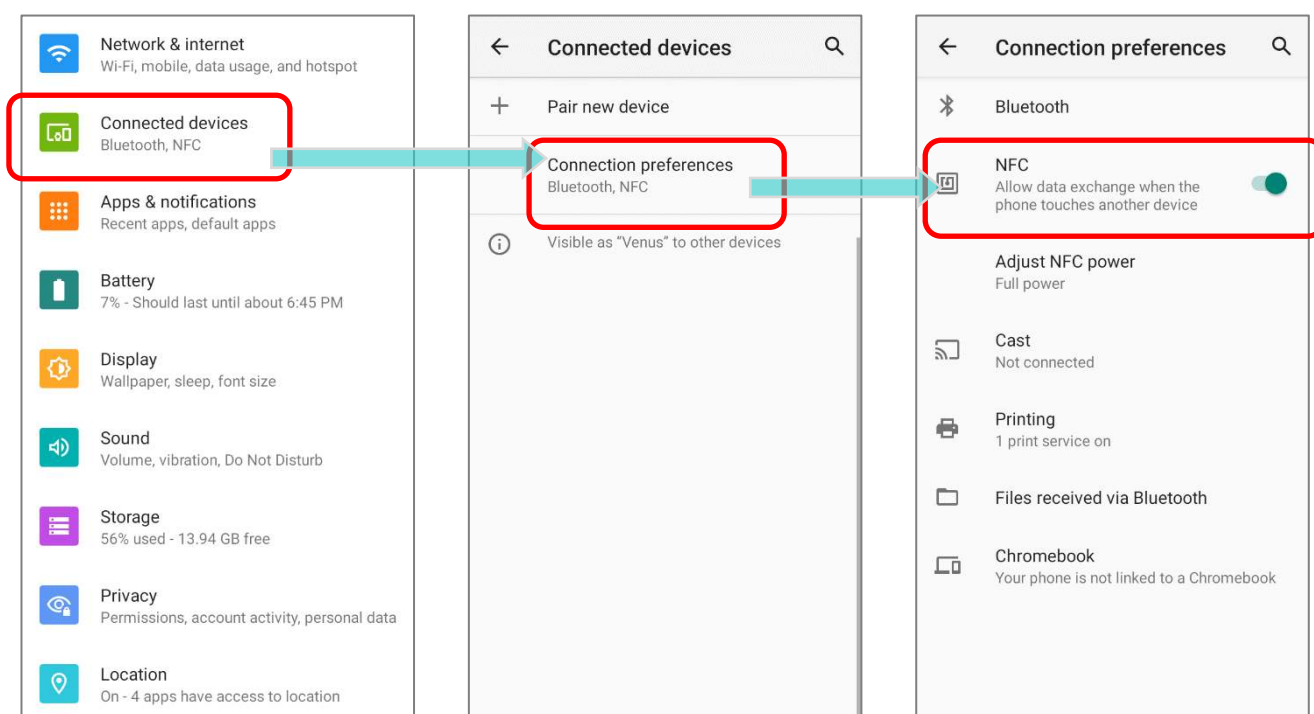 Network & internet
Wi-Fi, mobile, data usage, and hotspot
Connected devices
Bluetooth, NFC
Apps & notifications
Recent apps, default apps
Battery
7% - Should last until about 6:45 PM
Display
Wallpaper, sleep, font size
Sound
Volume, vibration, Do Not Disturb
Storage
56% used - 13.94 GB free
Privacy
Permissions, account activity, personal data
Location
On - 4 apps have access to location
Connected devices
Pair new device
Connection preferences
Bluetooth, NFC
Visible as "Venus" to other devices
Connection preferences
Bluetooth
NFC
Allow data exchange when the
phone touches another device
Adjust NFC power
Full power
Cast
Not connected
Printing
1 print service on
Files received via Bluetooth
Chromebook
Your phone is not linked to a Chromebook